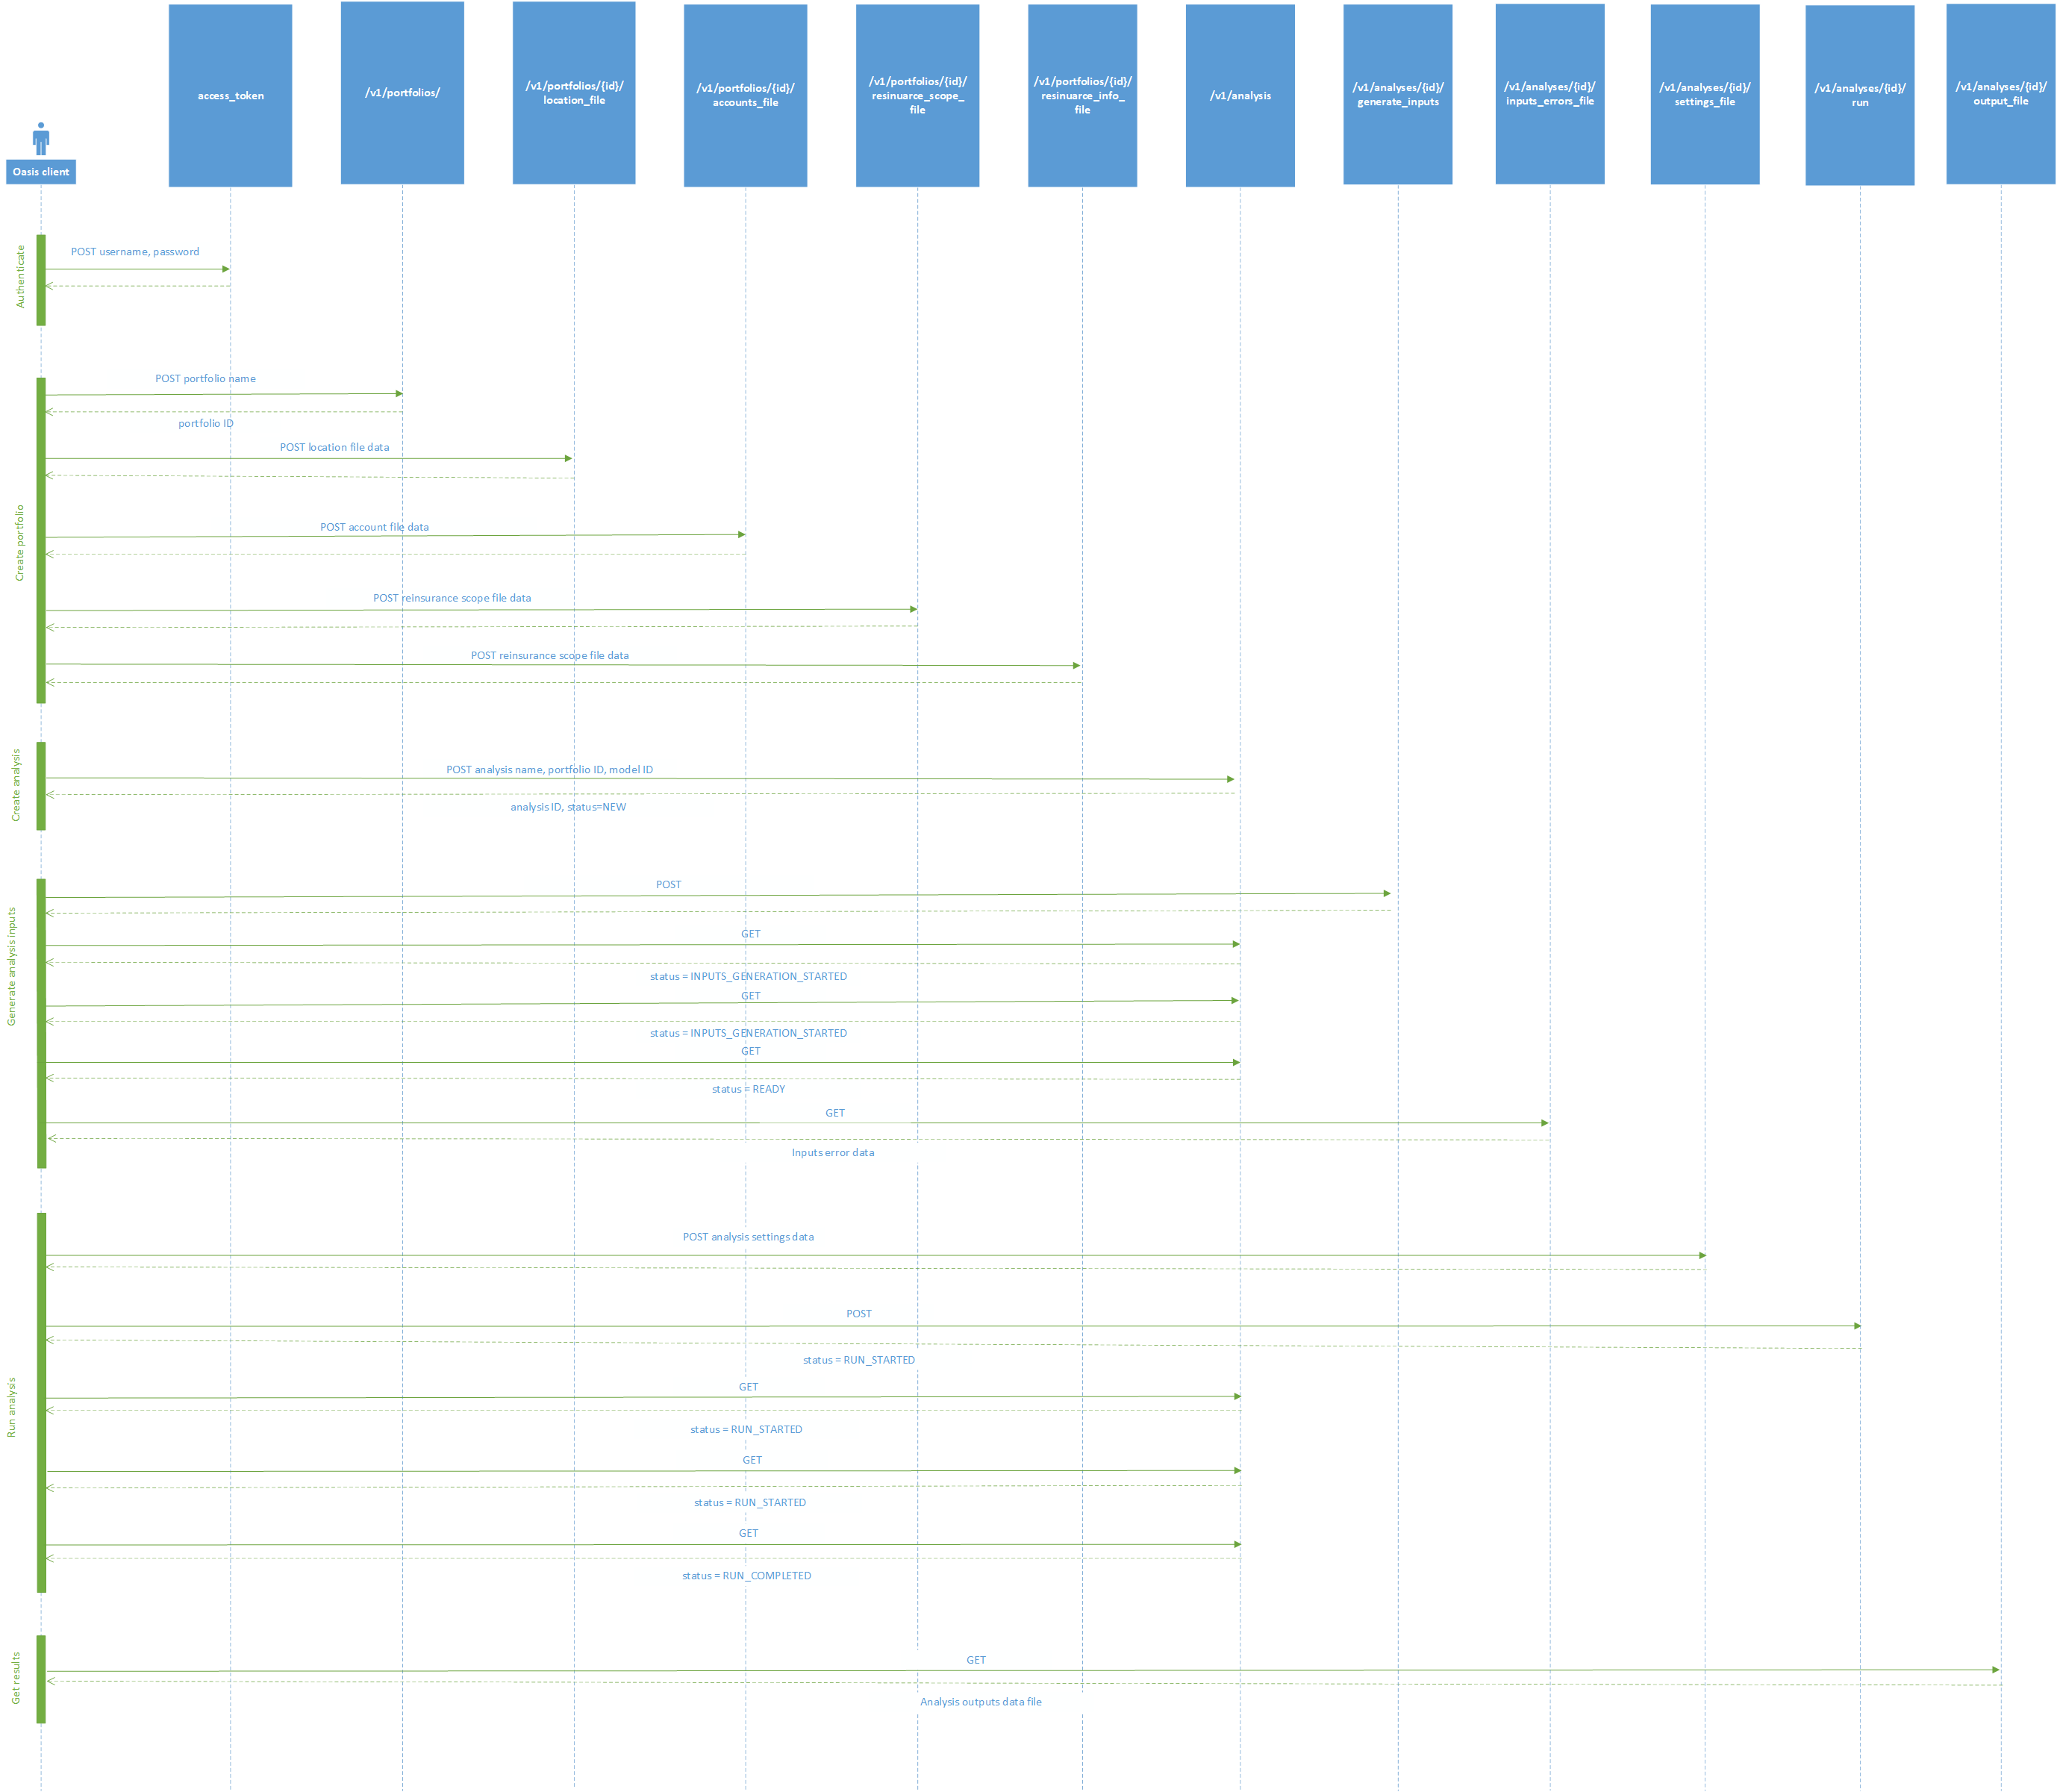 access_token
/v1/portfolios/
/v1/portfolios/{id}/
location_file
/v1/portfolios/{id}/
accounts_file
/v1/portfolios/{id}/
resinuarce_scope_
file
/v1/portfolios/{id}/
resinuarce_info_
file
/v1/analysis
/v1/analyses/{id}/
generate_inputs
/v1/analyses/{id}/
inputs_errors_file
/v1/analyses/{id}/
settings_file
/v1/analyses/{id}/
run
/v1/analyses/{id}/
output_file
Oasis client
Authenticate
POST username, password
Create portfolio
POST portfolio name
portfolio ID
POST location file data
POST account file data
POST reinsurance scope file data
POST reinsurance scope file data
Create analysis
POST analysis name, portfolio ID, model ID
analysis ID, status=NEW
Generate analysis inputs
POST
GET
status = INPUTS_GENERATION_STARTED
GET
status = INPUTS_GENERATION_STARTED
GET
status = READY
GET
Inputs error data
Run analysis
POST analysis settings data
POST
status = RUN_STARTED
GET
status = RUN_STARTED
GET
status = RUN_STARTED
GET
status = RUN_COMPLETED
Get results
GET
Analysis outputs data file